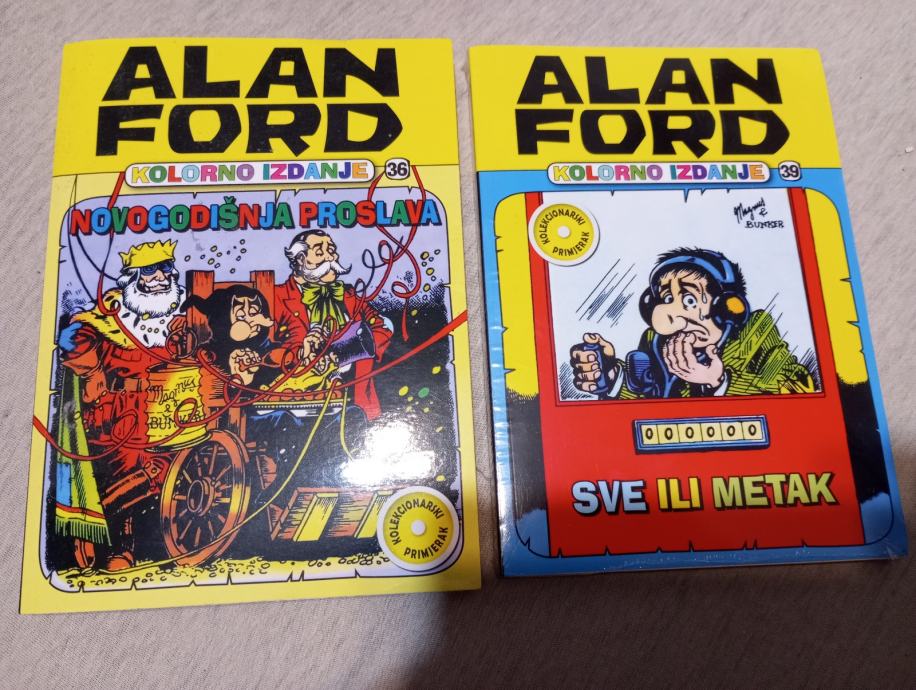 ALAN
FORD
KOLORNO IZDANJE 36
NOVOGODIŠNJA PROSLAVA
Magnus
&
BUNKER
KOLEKCIONARSKI
PRIMJERAK
ALAN
FORD
KOLORNO IZDANJE 39
KOLEKCIONARSKI
PRIMJERAK
Magnus
&
BUNKER
000000
SVE ILI METAK